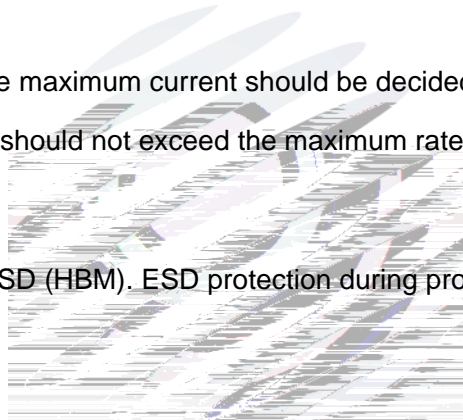 e maximum current should be decided
should not exceed the maximum rate
SD (HBM). ESD protection during pro